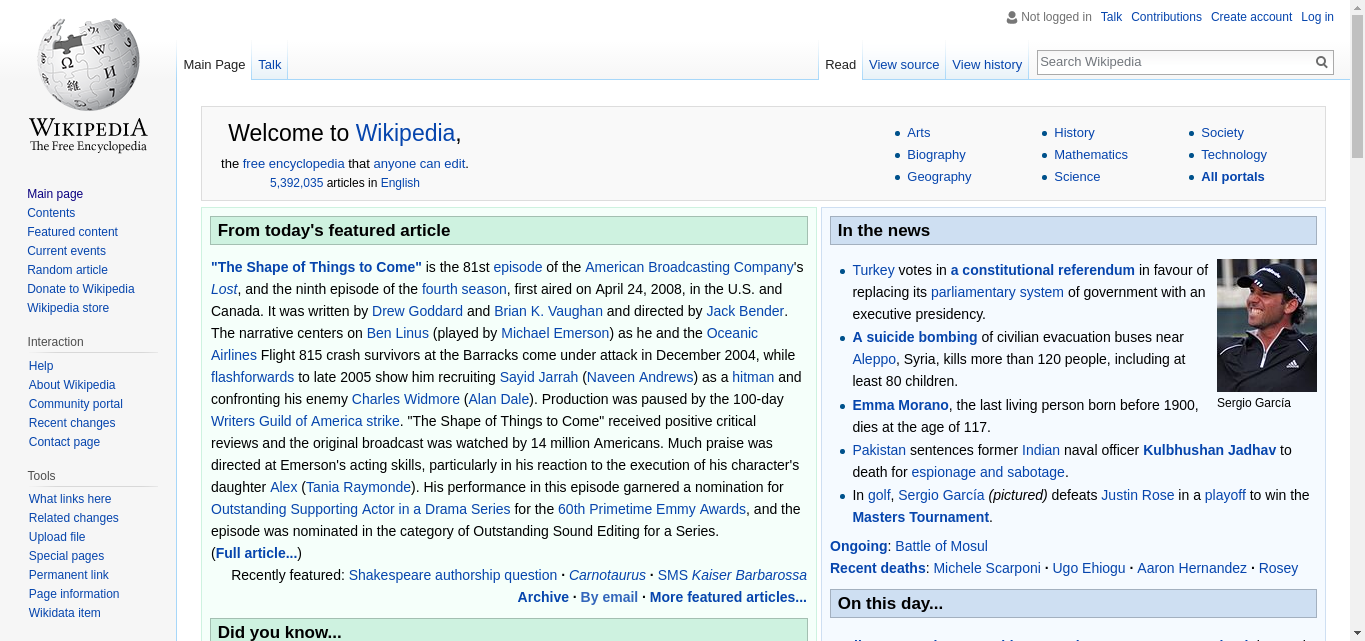 Not logged in Talk Contributions Create account Log in
Main Page Talk Read View source View history Search Wikipedia
WIKIPEDIA
The Free Encyclopedia
Main page
Contents
Featured content
Current events
Random article
Donate to Wikipedia
Wikipedia store
Interaction
Help
About Wikipedia
Community portal
Recent changes
Contact page
Tools
What links here
Related changes
Upload file
Special pages
Permanent link
Page information
Wikidata item
Welcome to Wikipedia,
the free encyclopedia that anyone can edit.
5,392,035 articles in English
Arts
Biography
Geography
History
Mathematics
Science
Society
Technology
All portals
From today's featured article
"The Shape of Things to Come" is the 81st episode of the American Broadcasting Company's
Lost, and the ninth episode of the fourth season, first aired on April 24, 2008, in the U.S. and
Canada. It was written by Drew Goddard and Brian K. Vaughan and directed by Jack Bender.
The narrative centers on Ben Linus (played by Michael Emerson) as he and the Oceanic
Airlines Flight 815 crash survivors at the Barracks come under attack in December 2004, while
flashforwards to late 2005 show him recruiting Sayid Jarrah (Naveen Andrews) as a hitman and
confronting his enemy Charles Widmore (Alan Dale). Production was paused by the 100-day
Writers Guild of America strike. "The Shape of Things to Come" received positive critical
reviews and the original broadcast was watched by 14 million Americans. Much praise was
directed at Emerson's acting skills, particularly in his reaction to the execution of his character's
daughter Alex (Tania Raymonde). His performance in this episode garnered a nomination for
Outstanding Supporting Actor in a Drama Series for the 60th Primetime Emmy Awards, and the
episode was nominated in the category of Outstanding Sound Editing for a Series.
(Full article...)
Recently featured: Shakespeare authorship question · Carnotaurus · SMS Kaiser Barbarossa
Archive · By email · More featured articles...
Did you know...
In the news
Turkey votes in a constitutional referendum in favour of
replacing its parliamentary system of government with an
executive presidency.
A suicide bombing of civilian evacuation buses near
Aleppo, Syria, kills more than 120 people, including at
least 80 children.
Emma Morano, the last living person born before 1900,
dies at the age of 117.
Pakistan sentences former Indian naval officer Kulbhushan Jadhav to
death for espionage and sabotage.
In golf, Sergio García (pictured) defeats Justin Rose in a playoff to win the
Masters Tournament.
Sergio García
Ongoing: Battle of Mosul
Recent deaths: Michele Scarponi · Ugo Ehiogu · Aaron Hernandez · Rosey
On this day...